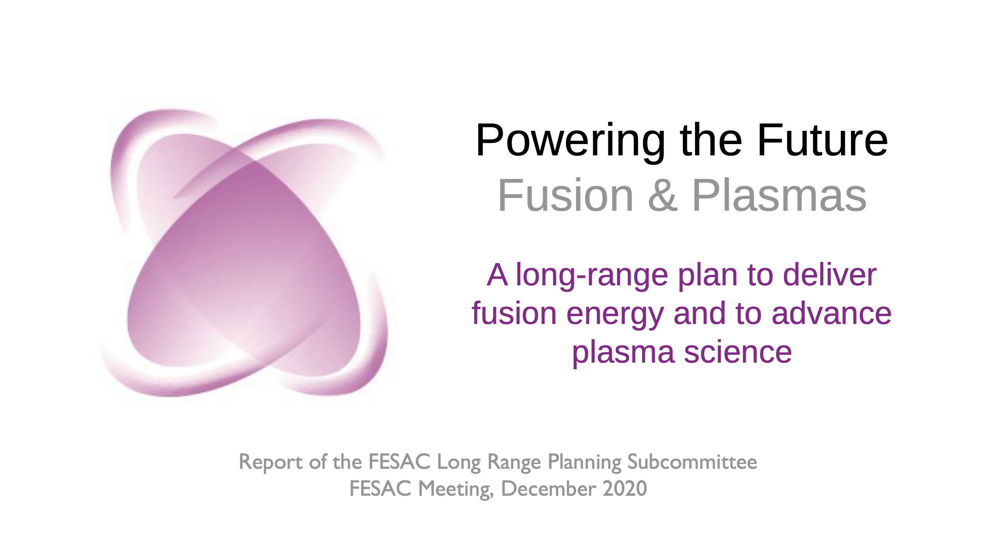 Powering the Future
Fusion & Plasmas
A long-range plan to deliver
fusion energy and to advance
plasma science
Report of the FESAC Long Range Planning Subcommittee
FESAC Meeting, December 2020